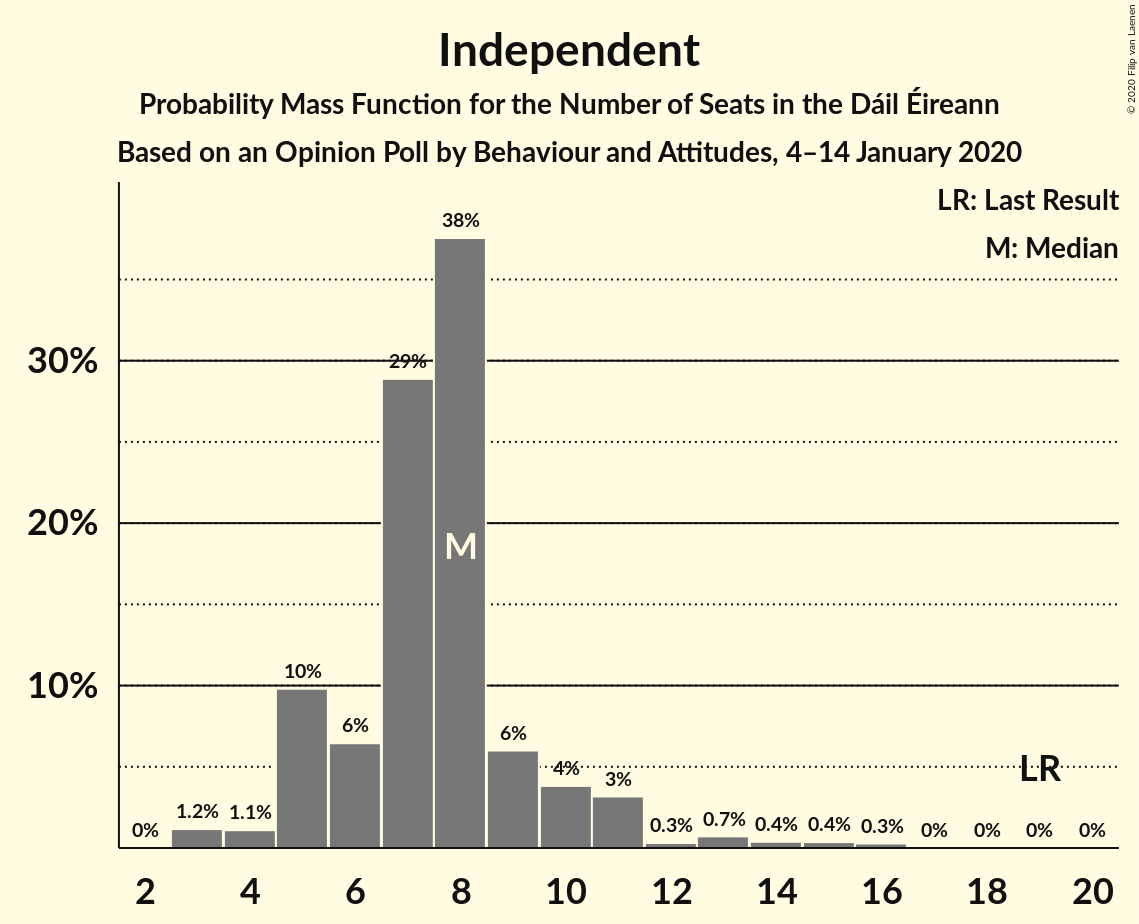 Independent
Probability Mass Function for the Number of Seats in the Dáil Éireann
Based on an Opinion Poll by Behaviour and Attitudes, 4–14 January 2020
© 2020 Filip van Laenen
LR: Last Result
M: Median
30%
20%
10%
0%
1.2%
1.1%
10%
6%
29%
38%
6%
4%
3%
0.3%
0.7%
0.4%
0.4%
0.3%
0%
0%
0%
0%
M
LR
2 4 6 8 10 12 14 16 18 20